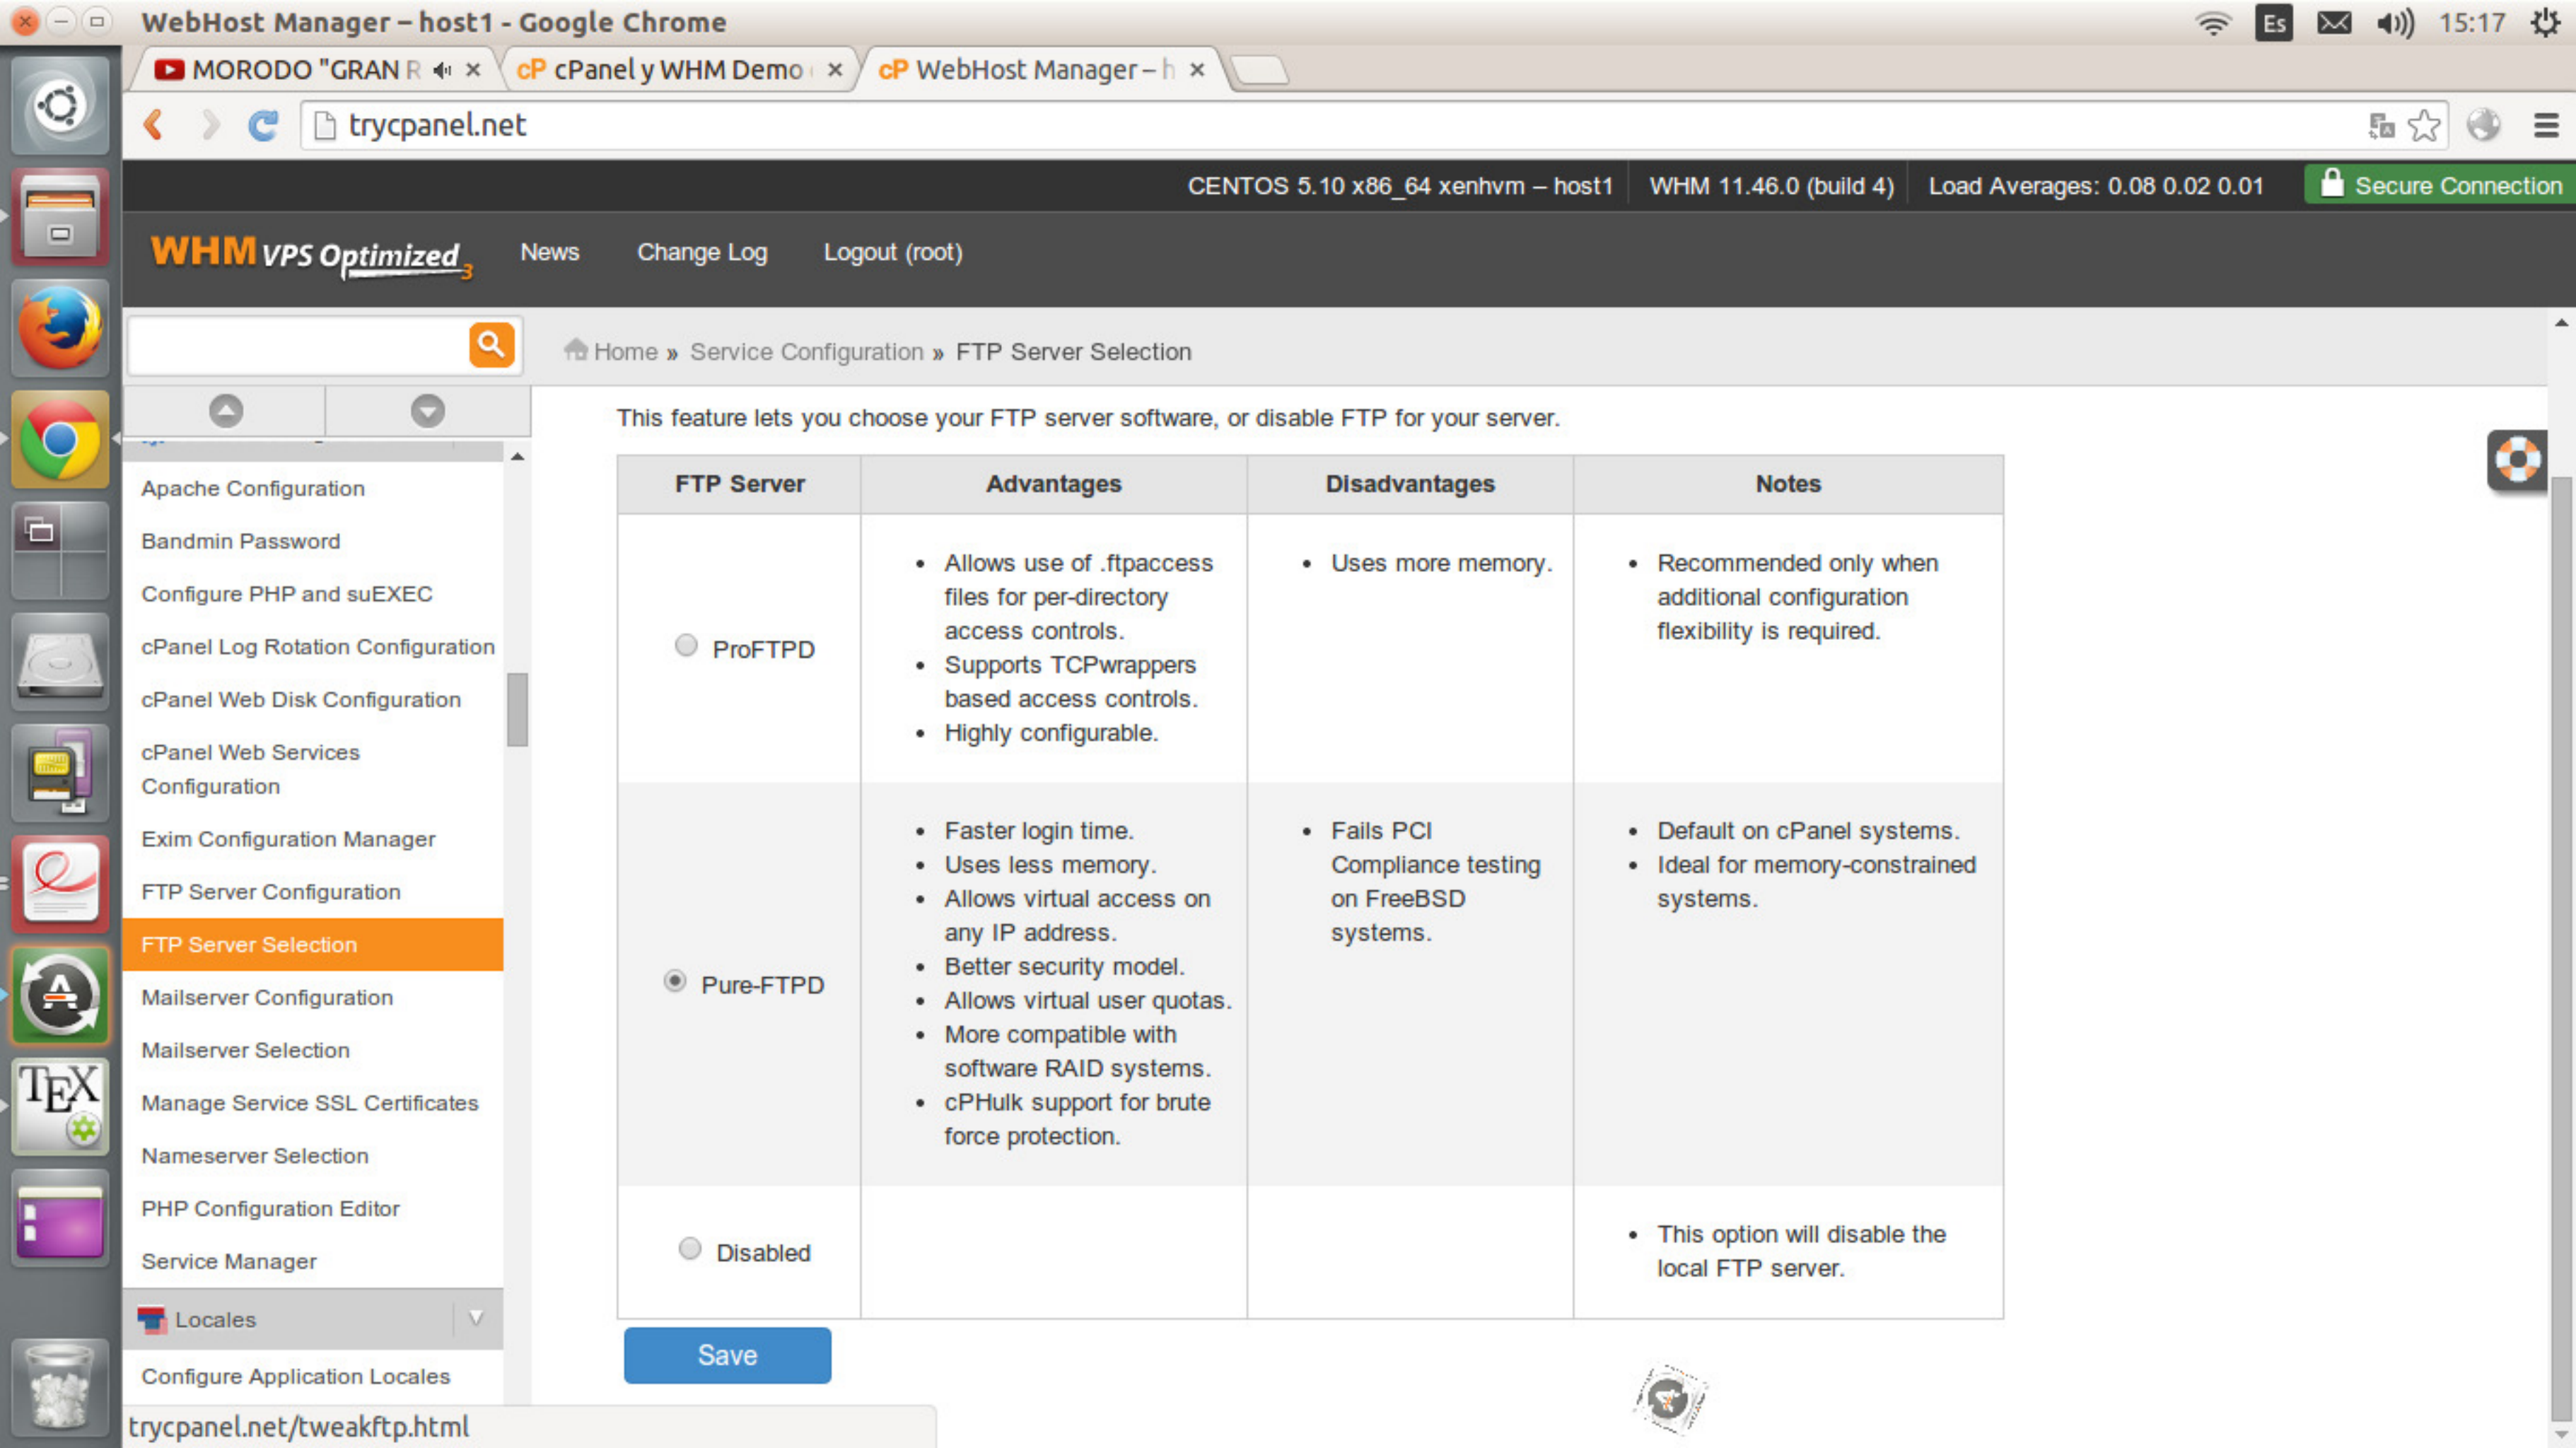 WebHost Manager – host1 - Google Chrome
Es
15:17
MORODO "GRAN R
cP cPanel y WHM Demo
cP WebHost Manager – h
trycpanel.net
CENTOS 5.10 x86_64 xenhvm – host1
WHM 11.46.0 (build 4)
Load Averages: 0.08 0.02 0.01
Secure Connection
WHM VPS Optimized 3
News
Change Log
Logout (root)
Home » Service Configuration » FTP Server Selection
Apache Configuration
Bandmin Password
Configure PHP and suEXEC
cPanel Log Rotation Configuration
cPanel Web Disk Configuration
cPanel Web Services
Configuration
Exim Configuration Manager
FTP Server Configuration
FTP Server Selection
Mailserver Configuration
Mailserver Selection
Manage Service SSL Certificates
Nameserver Selection
PHP Configuration Editor
Service Manager
Locales
Configure Application Locales
trycpanel.net/tweakftp.html
TEX
This feature lets you choose your FTP server software, or disable FTP for your server.
FTP Server
Advantages
Disadvantages
Notes
ProFTPD
• Allows use of .ftpaccess
files for per-directory
access controls.
• Supports TCPwrappers
based access controls.
• Highly configurable.
• Uses more memory.
• Recommended only when
additional configuration
flexibility is required.
Pure-FTPD
• Faster login time.
• Uses less memory.
• Allows virtual access on
any IP address.
• Better security model.
• Allows virtual user quotas.
• More compatible with
software RAID systems.
• cPHulk support for brute
force protection.
• Fails PCI
Compliance testing
on FreeBSD
systems.
• Default on cPanel systems.
• Ideal for memory-constrained
systems.
Disabled
• This option will disable the
local FTP server.
Save